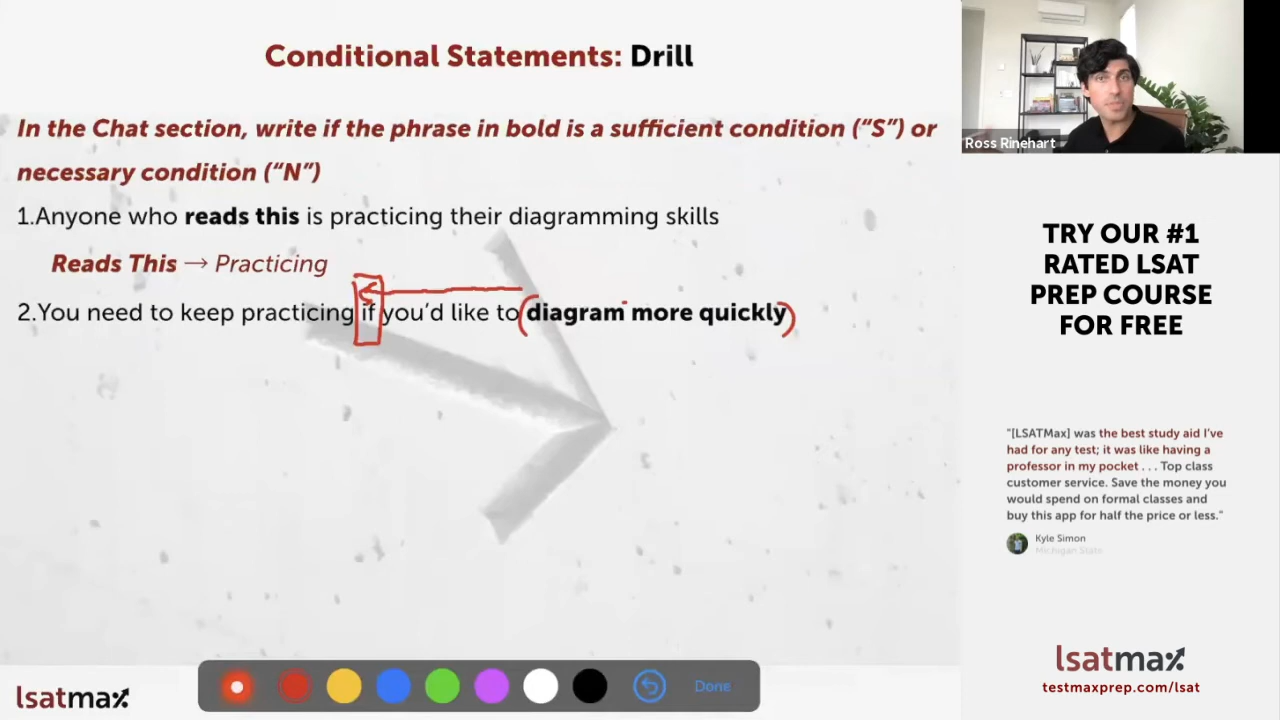 Conditional Statements: Drill
In the Chat section, write if the phrase in bold is a sufficient condition (“S”) or
necessary condition (“N”)
1.Anyone who reads this is practicing their diagramming skills
Reads This → Practicing
2.You need to keep practicing if you’d like to diagram more quickly
Done
lsatmax
Ross Rinehart
TRY OUR #1
RATED LSAT
PREP COURSE
FOR FREE
“[LSATMax] was the best study aid I’ve
had for any test; it was like having a
professor in my pocket . . . Top class
customer service. Save the money you
would spend on formal classes and
buy this app for half the price or less.”
Kyle Simon
Michigan State
lsatmax
testmaxprep.com/lsat